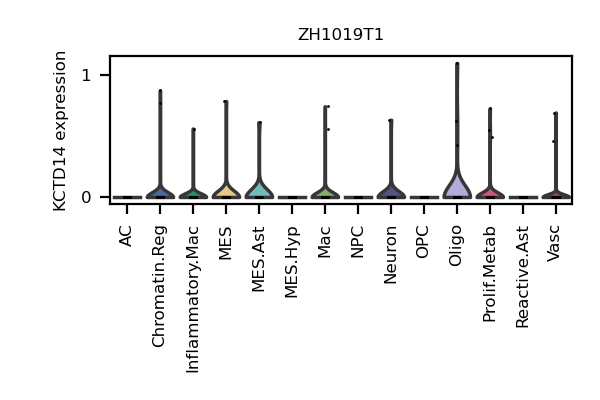 ZH1019T1
KCTD14 expression
1
0
AC
Chromatin.Reg
Inflammatory.Mac
MES
MES.Ast
MES.Hyp
Mac
NPC
Neuron
OPC
Oligo
Prolif.Metab
Reactive.Ast
Vasc